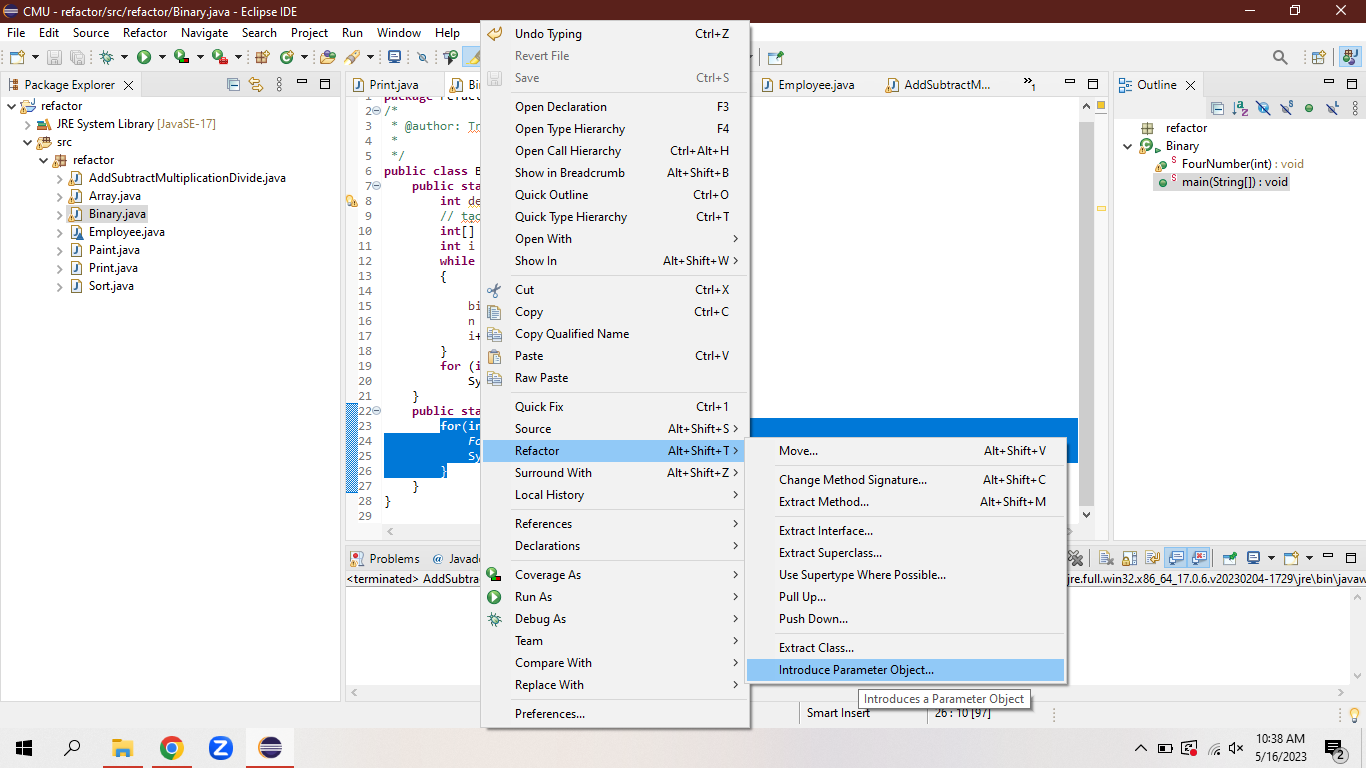 CMU - refactor/src/refactor/Binary.java - Eclipse IDE
File Edit Source Refactor Navigate Search Project Run Window Help
Package Explorer
refactor
JRE System Library [JavaSE-17]
src
refactor
AddSubtractMultiplicationDivide.java
Array.java
Binary.java
Employee.java
Paint.java
Print.java
Sort.java
Print.java
Employee.java
AddSubtractM...
»1
1 package refact
2 /*
3 * @author: Tr
4 *
5 */
6 public class B
7 public sta
8 int de
9 // tao
10 int[]
11 int i
12 while
13 {
14
15 bi
16 n
17 i+
18 }
19 for (i
20 Sy
21 }
22 public sta
23 for(in
24 Fo
25 Sy
26 }
27 }
28 }
29
Undo Typing Ctrl+Z
Revert File
Save Ctrl+S
Open Declaration F3
Open Type Hierarchy F4
Open Call Hierarchy Ctrl+Alt+H
Show in Breadcrumb Alt+Shift+B
Quick Outline Ctrl+O
Quick Type Hierarchy Ctrl+T
Open With
Show In Alt+Shift+W
Cut Ctrl+X
Copy Ctrl+C
Copy Qualified Name
Paste Ctrl+V
Raw Paste
Quick Fix Ctrl+1
Source Alt+Shift+S
Refactor Alt+Shift+T
Surround With Alt+Shift+Z
Local History
References
Declarations
Coverage As
Run As
Debug As
Team
Compare With
Replace With
Preferences...
Move... Alt+Shift+V
Change Method Signature... Alt+Shift+C
Extract Method... Alt+Shift+M
Extract Interface...
Extract Superclass...
Use Supertype Where Possible...
Pull Up...
Push Down...
Extract Class...
Introduce Parameter Object...
Introduces a Parameter Object
Outline
refactor
Binary
S FourNumber(int) : void
S main(String[]) : void
Problems @ Javado
<terminated> AddSubtra
jre.full.win32.x86_64_17.0.6.v20230204-1729\jre\bin\javaw
Smart Insert
26 : 10 [97]
10:38 AM
5/16/2023
2